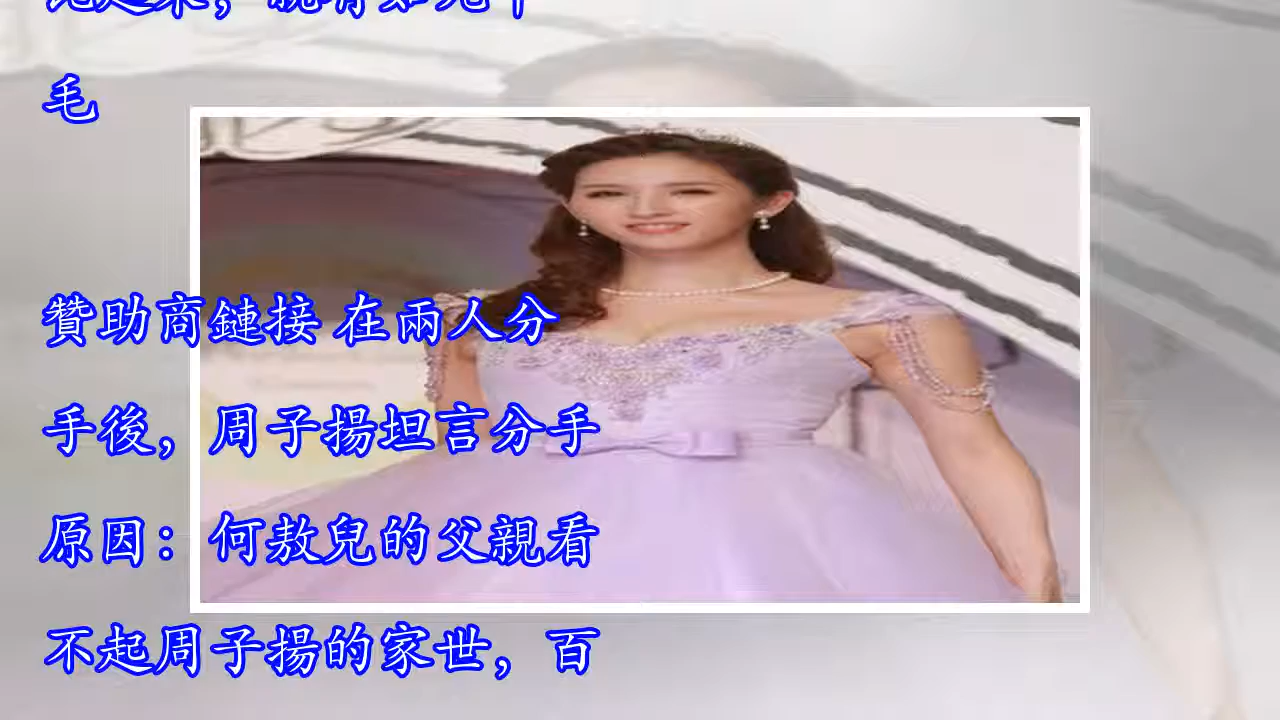 毛
贊助商鏈接 在兩人分
手後，周子揚坦言分手
原因：何敖兒的父親看
不起周子揚的家世，百